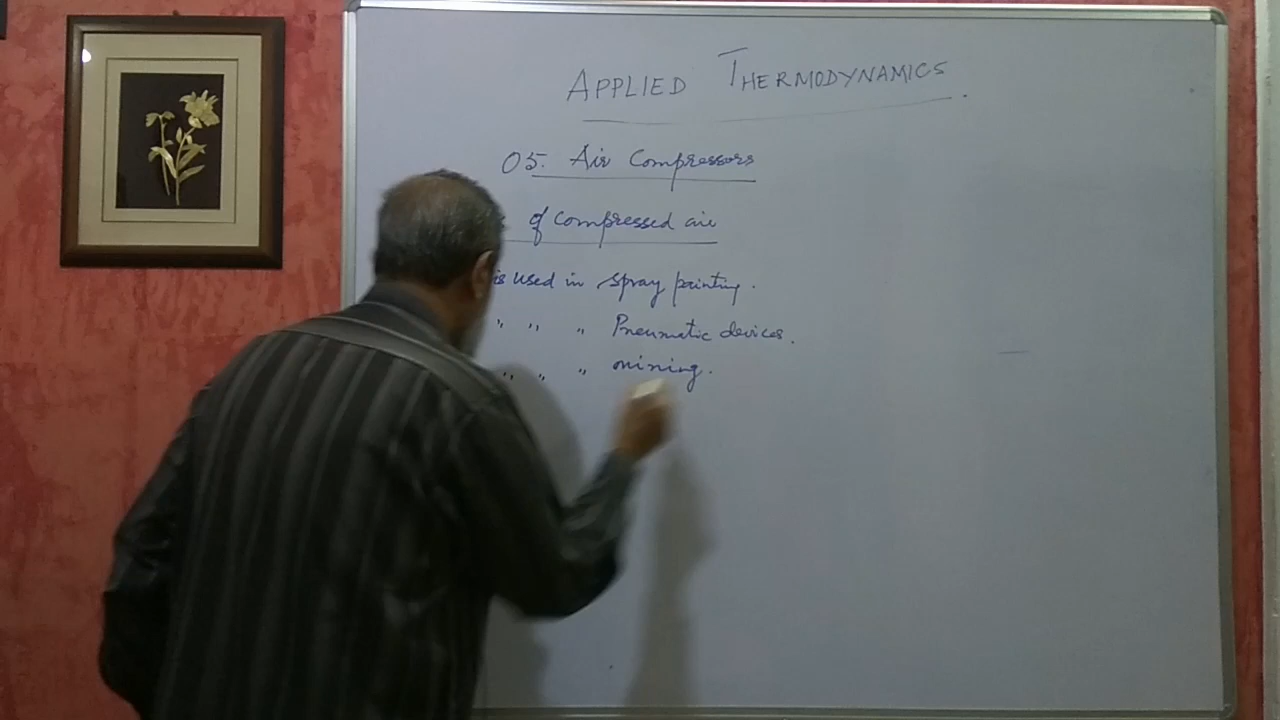 APPLIED THERMODYNAMICS.
05. Air Compressors
of compressed air
is used in spray painting.
" " " Pneumatic devices.
" " " mining.